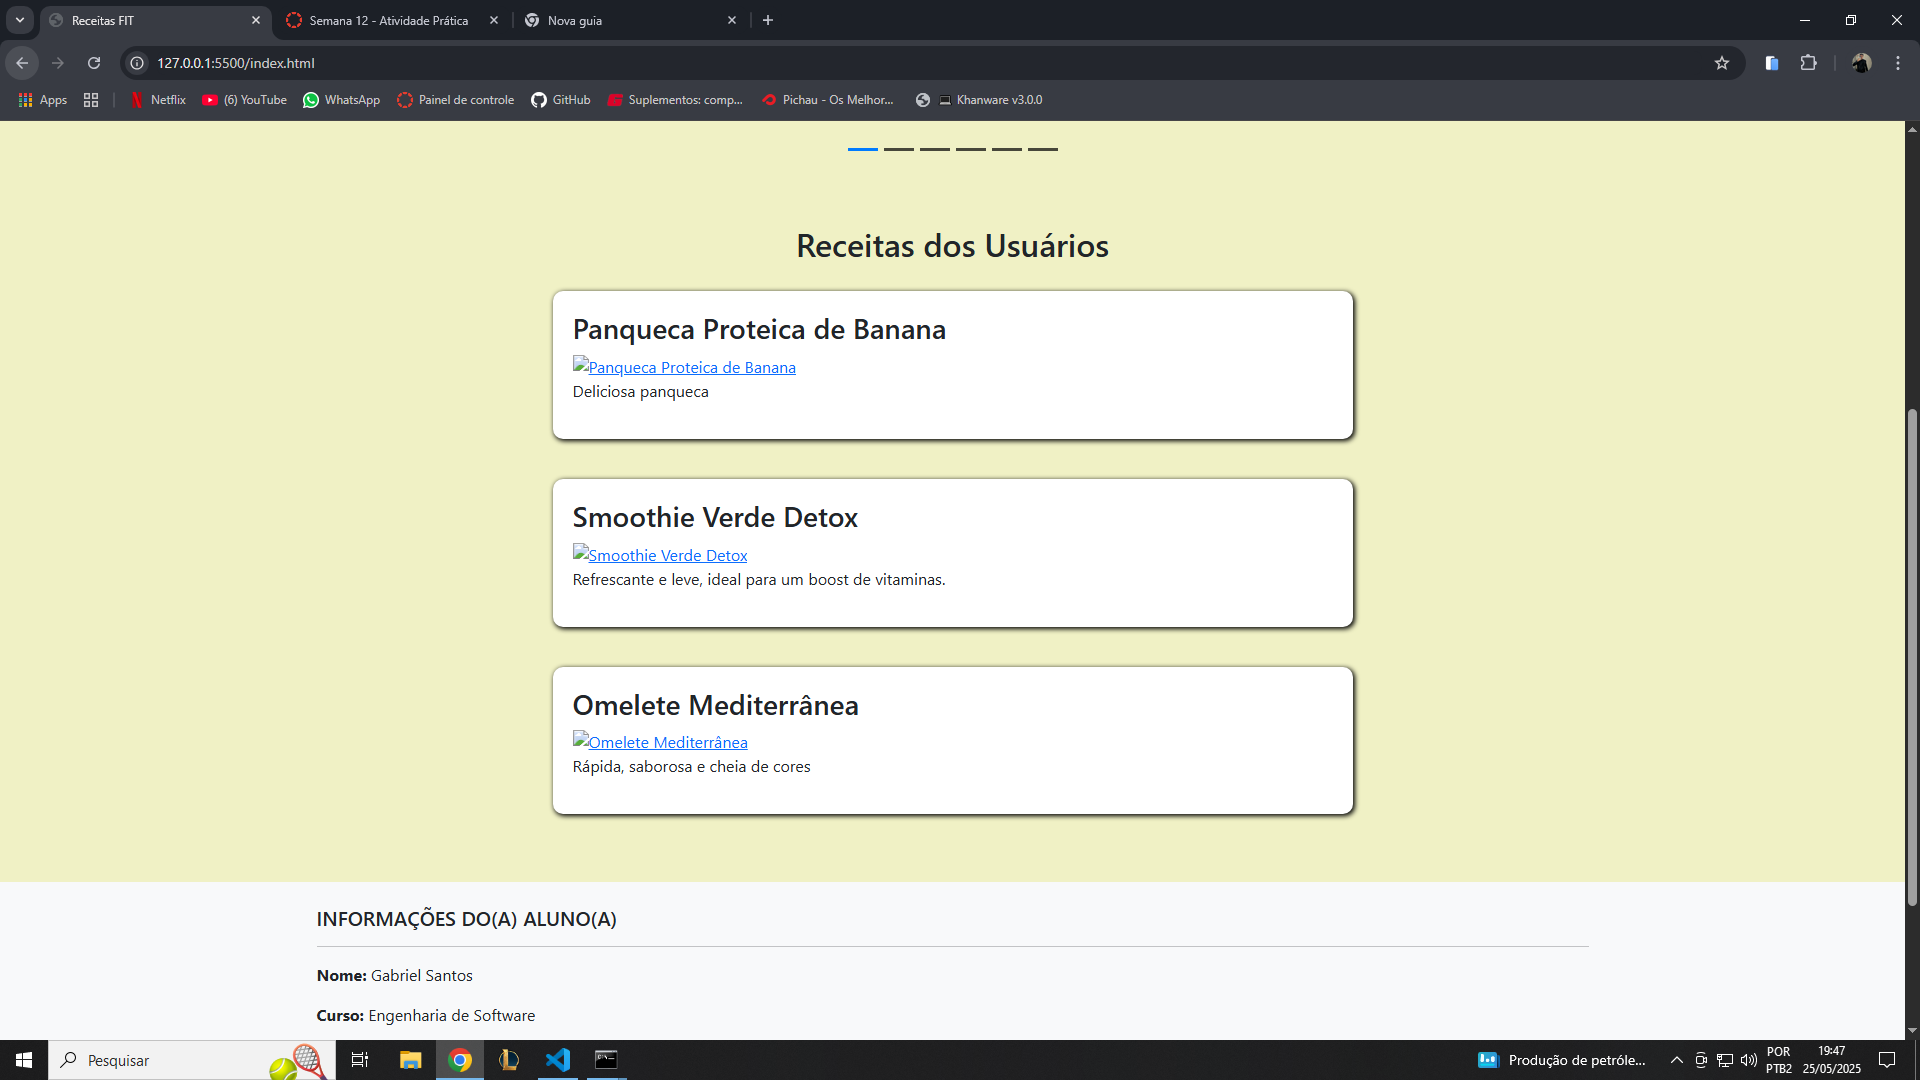 Receitas FIT
Semana 12 - Atividade Prática
Nova guia
127.0.0.1:5500/index.html
Apps
Netflix
(6) YouTube
WhatsApp
Painel de controle
GitHub
Suplementos: comp...
Pichau - Os Melhor...
Khanware v3.0.0
Receitas dos Usuários
Panqueca Proteica de Banana
Panqueca Proteica de Banana
Deliciosa panqueca
Smoothie Verde Detox
Smoothie Verde Detox
Refrescante e leve, ideal para um boost de vitaminas.
Omelete Mediterrânea
Omelete Mediterrânea
Rápida, saborosa e cheia de cores
INFORMAÇÕES DO(A) ALUNO(A)
Nome: Gabriel Santos
Curso: Engenharia de Software
Pesquisar
Produção de petróle...
POR
PTB2
19:47
25/05/2025